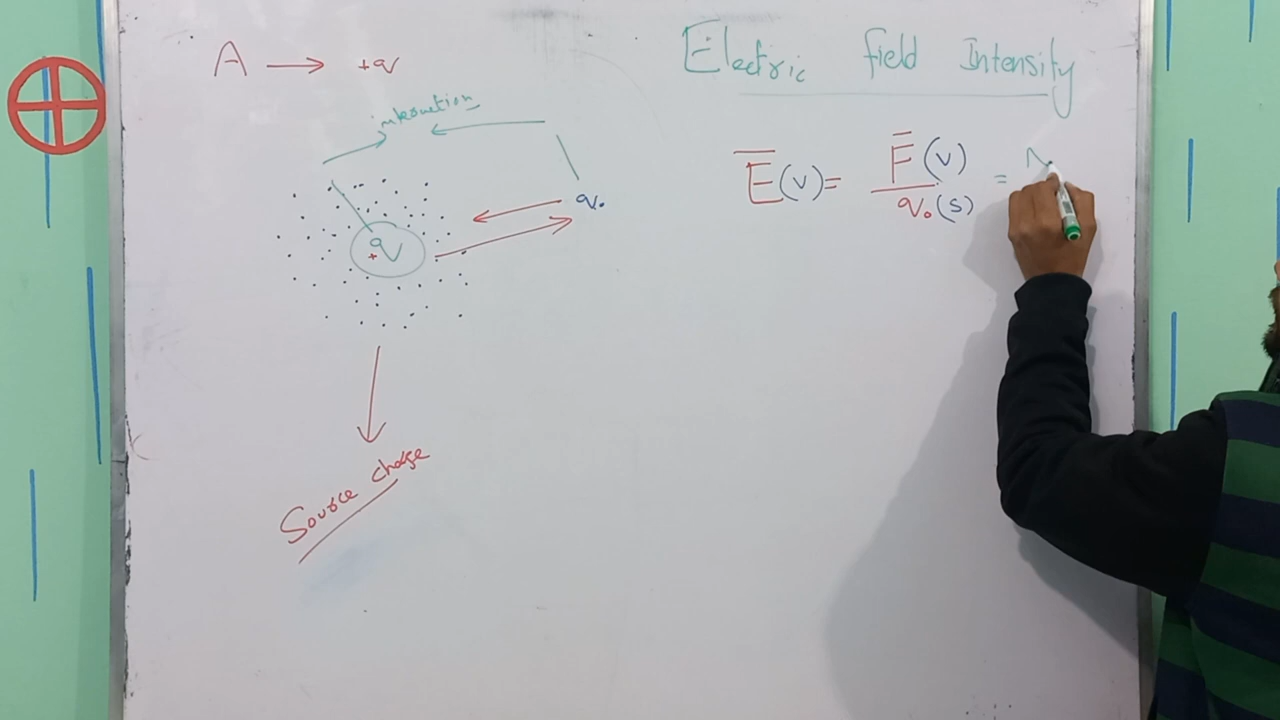 A → +q
Electric field Intensity
interaction
E̅(v) = F̅(v) / q₀(s) = N
q₀
+q
Source charge